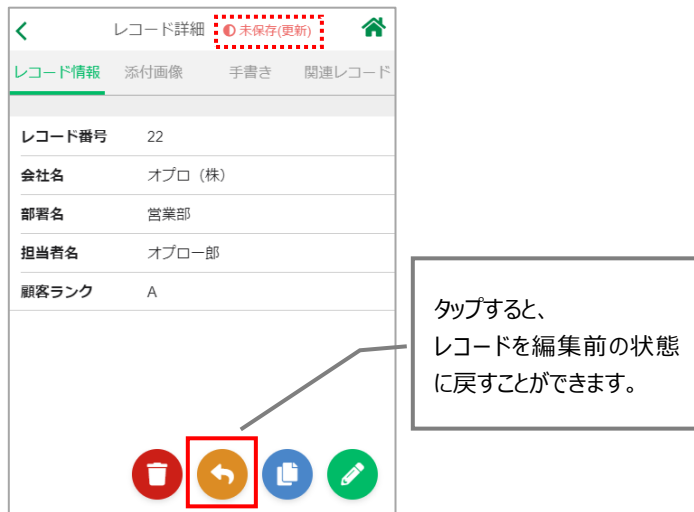 レコード詳細 未保存(更新)
レコード情報 添付画像 手書き 関連レコード
レコード番号 22
会社名 オプロ（株）
部署名 営業部
担当者名 オプロ一郎
顧客ランク A
タップすると、
レコードを編集前の状態
に戻すことができます。